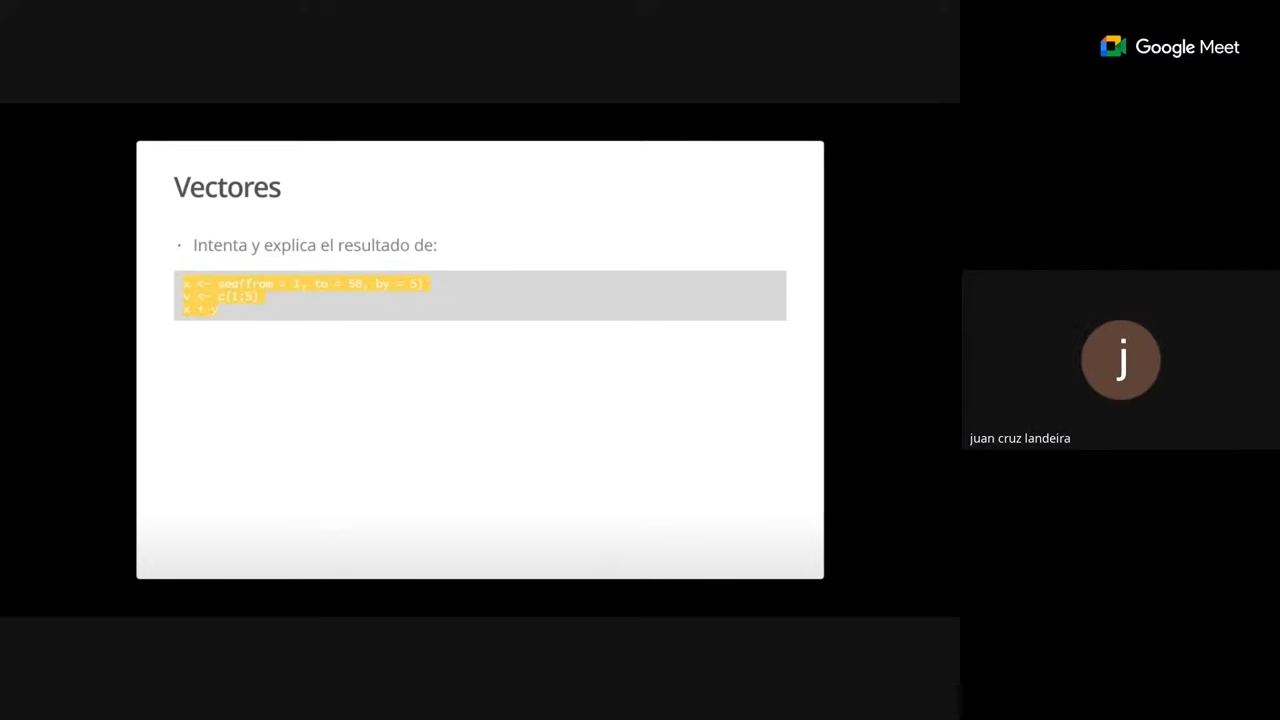 Google Meet
Vectores
· Intenta y explica el resultado de:
x <- seq(from = 1, to = 50, by = 5)
y <- c(1:5)
x + y
j
juan cruz landeira